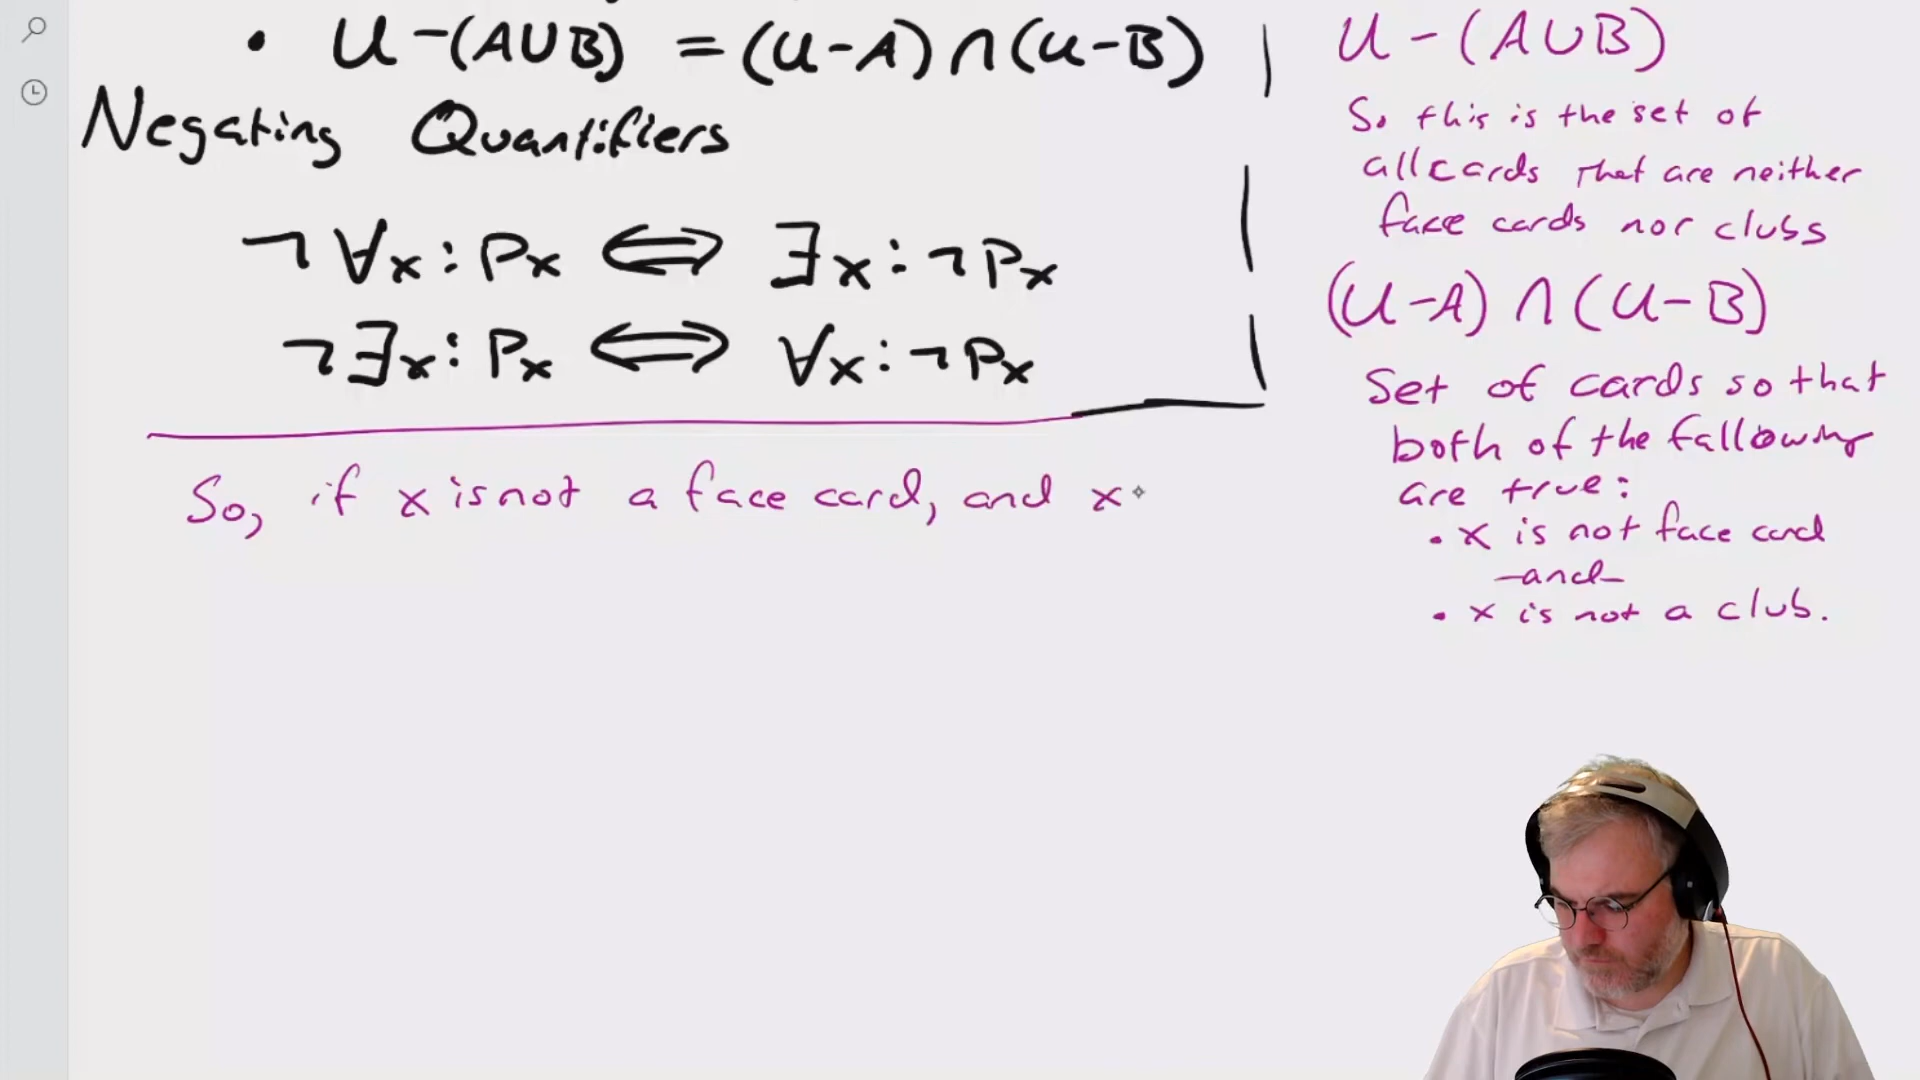 • U-(A∪B) = (U-A)∩(U-B)
Negating Quantifiers
¬∀x:Px ⟺ ∃x:¬Px
¬∃x:Px ⟺ ∀x:¬Px
So, if x is not a face card, and x
U-(A∪B)
So this is the set of
all cards that are neither
face cards nor clubs
(U-A)∩(U-B)
Set of cards so that
both of the fallowing
are true:
• x is not face card
-and-
• x is not a club.